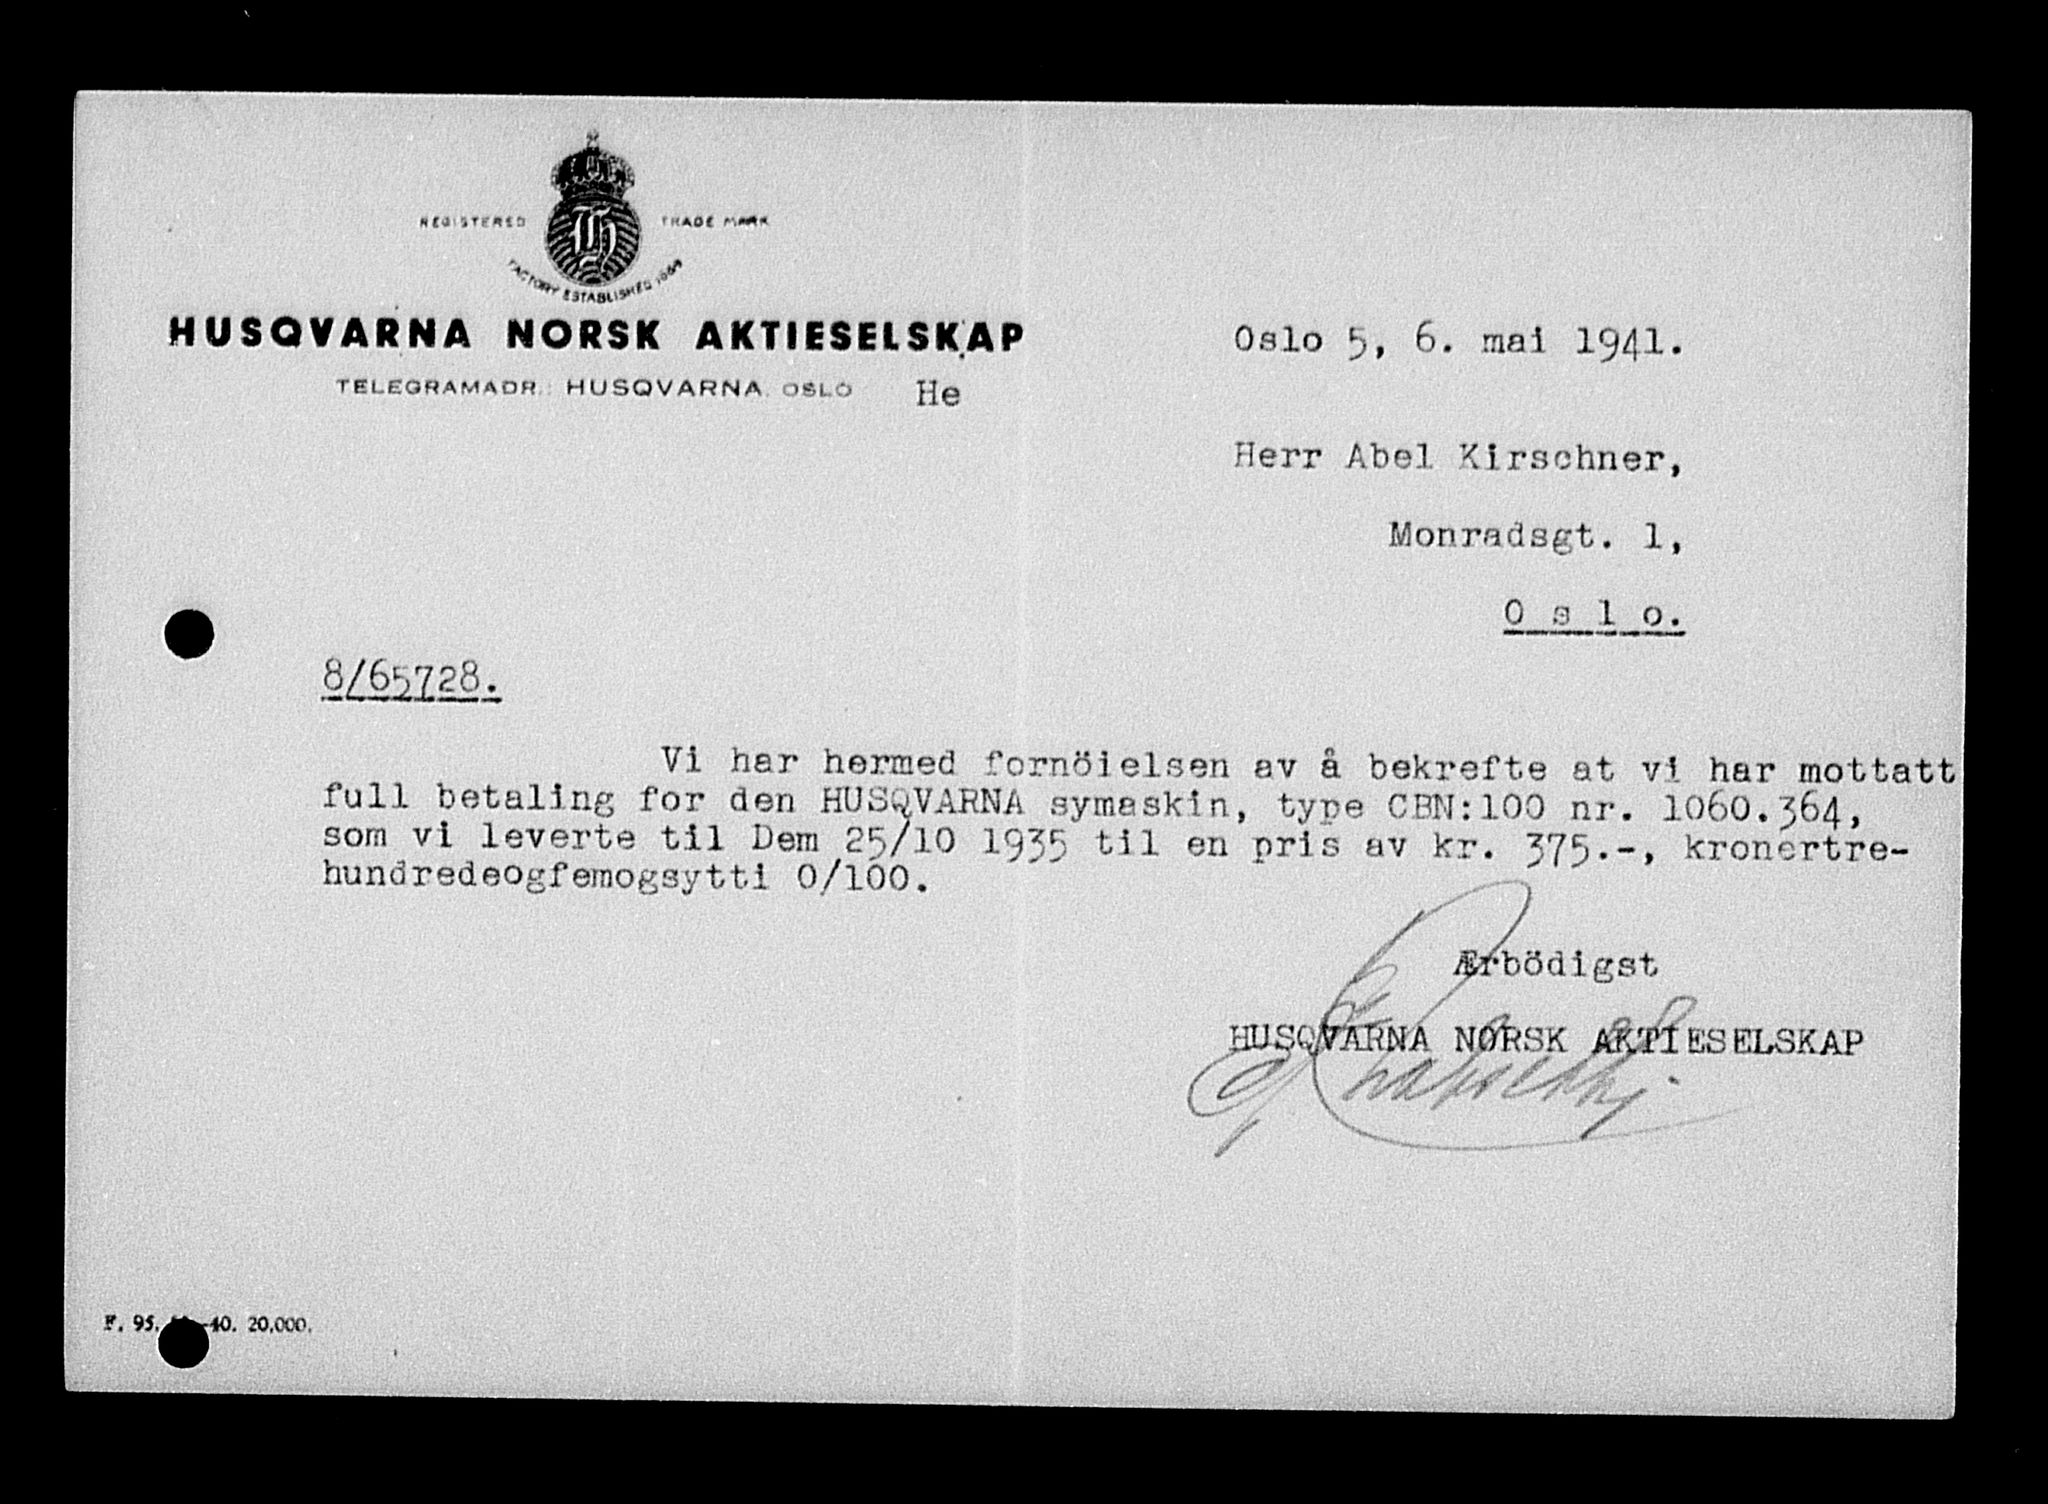 REGISTERED TRADE MARK
FACTORY ESTABLISHED 1689
HUSQVARNA NORSK AKTIESELSKAP
TELEGRAMADR.: HUSQVARNA, OSLO He
Oslo 5, 6. mai 1941.
Herr Abel Kirschner,
Monradsgt. 1,
O s l o.
8/65728.
Vi har hermed fornöielsen av å bekrefte at vi har mottatt
full betaling for den HUSQVARNA symaskin, type CBN:100 nr. 1060.364,
som vi leverte til Dem 25/10 1935 til en pris av kr. 375.-, kronertre-
hundredeogfemogsytti 0/100.
Ærbödigst
HUSQVARNA NORSK AKTIESELSKAP
F. 95. -40. 20,000.